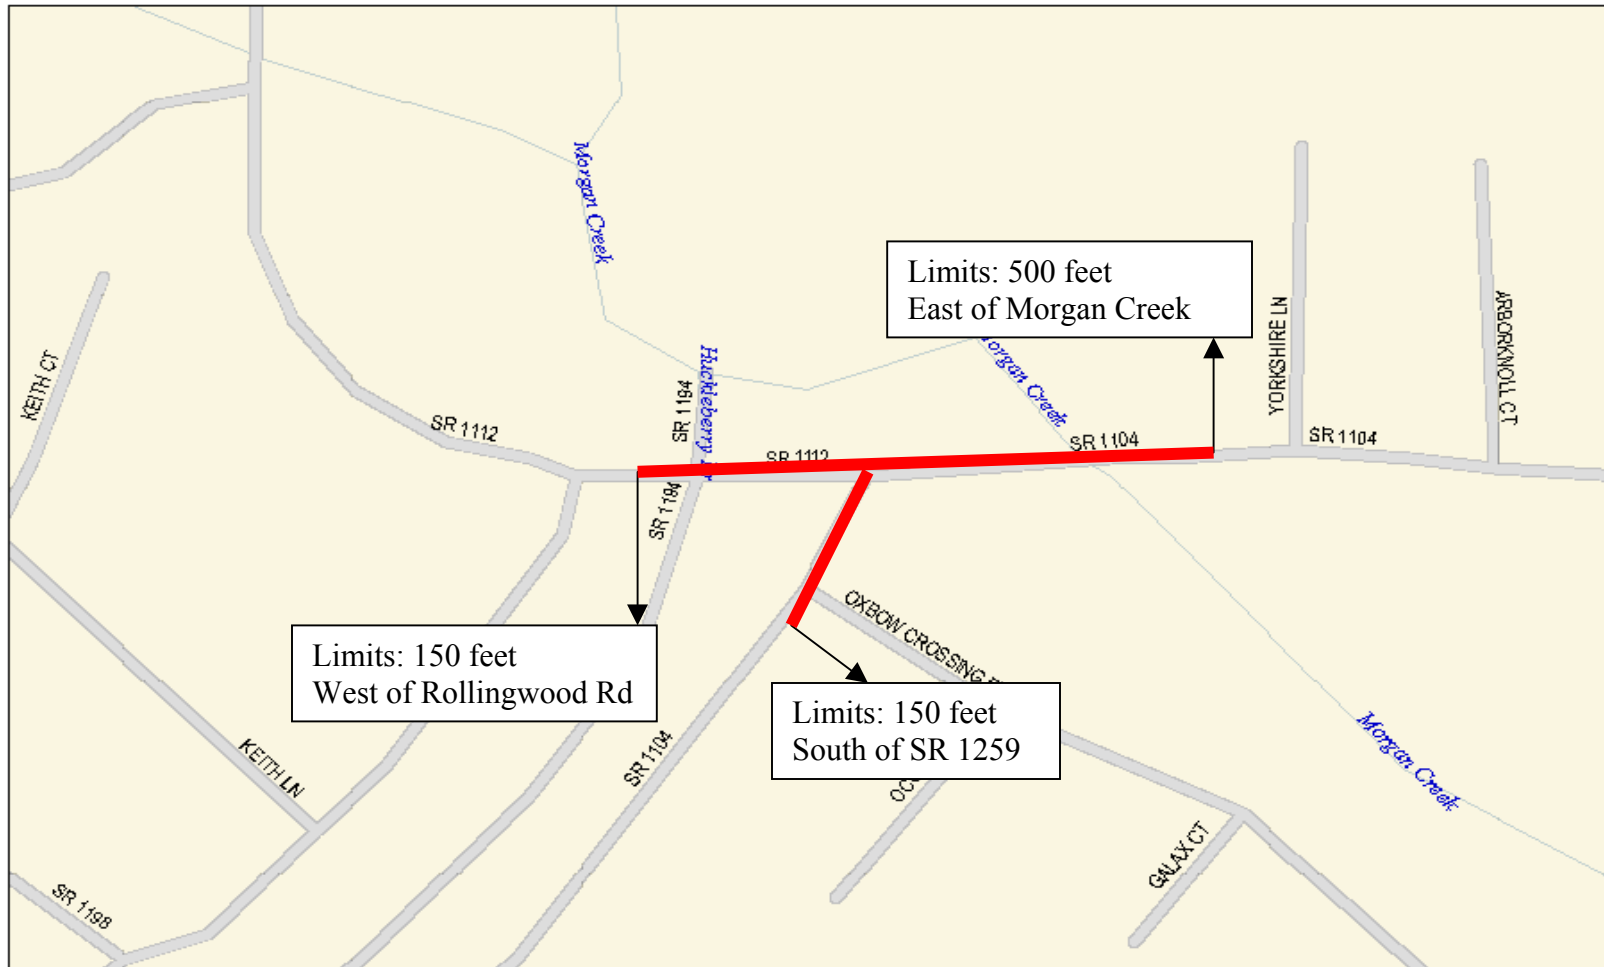 Morgan Creek
Limits: 500 feet
East of Morgan Creek
Morgan Creek
KEITH CT
YORKSHIRE LN
ARBORKNOLL CT
SR 1112
SR 1194
Huckleberry
SR 1112
SR 1104
SR 1104
SR 1194
OXBOW CROSSING
Limits: 150 feet
West of Rollingwood Rd
Limits: 150 feet
South of SR 1259
KEITH LN
SR 1104
Morgan Creek
GALAX CT
SR 1198